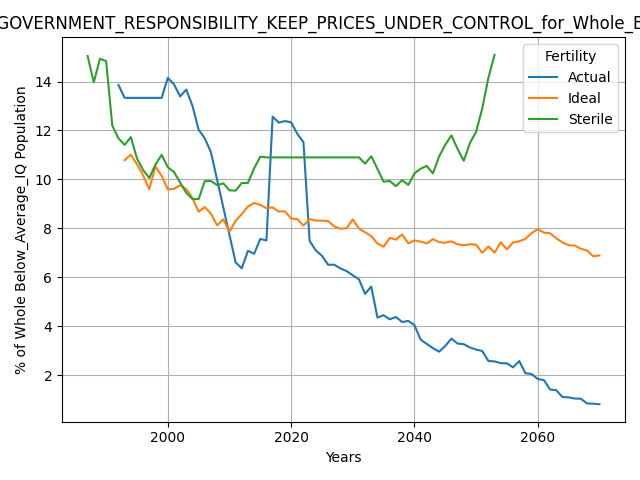 GOVERNMENT_RESPONSIBILITY_KEEP_PRICES_UNDER_CONTROL_for_Whole_B
Fertility
Actual
Ideal
Sterile
% of Whole Below_Average_IQ Population
14
12
10
8
6
4
2
2000 2020 2040 2060
Years